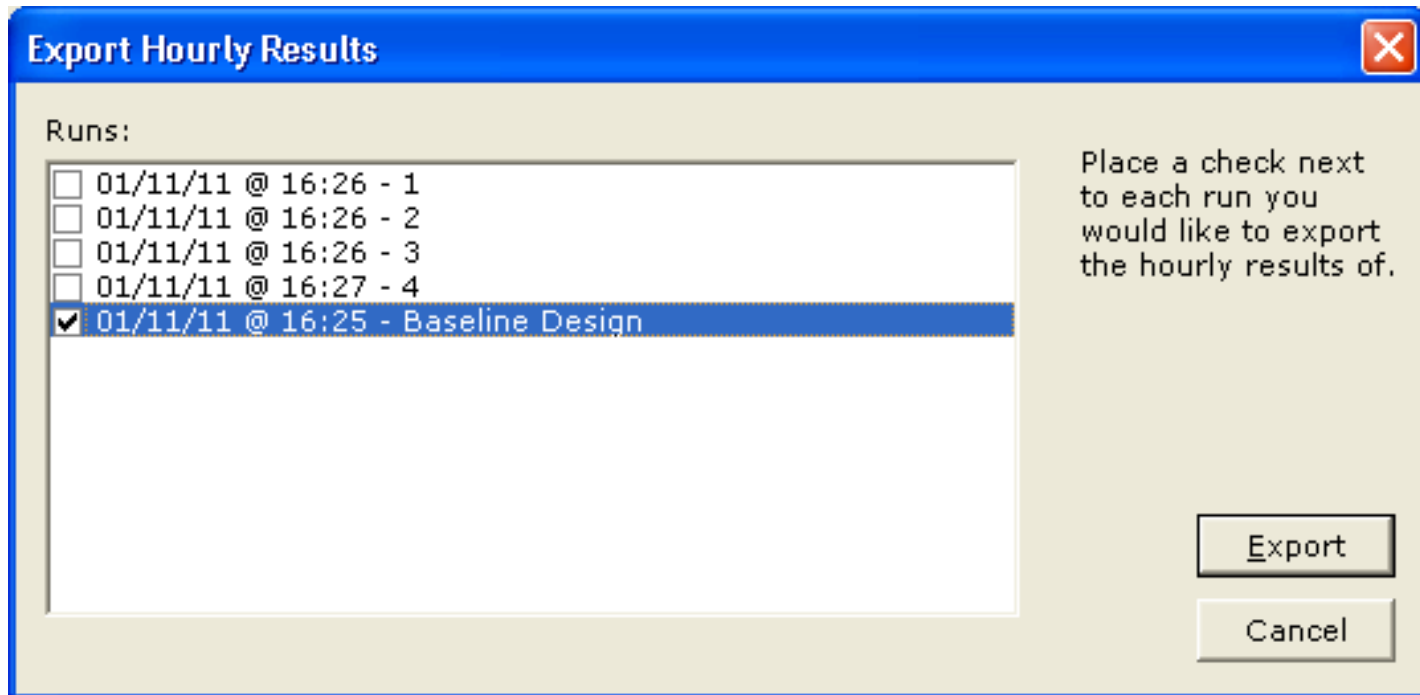 Export Hourly Results
Runs:
01/11/11 @ 16:26 - 1
01/11/11 @ 16:26 - 2
01/11/11 @ 16:26 - 3
01/11/11 @ 16:27 - 4
01/11/11 @ 16:25 - Baseline Design
Place a check next
to each run you
would like to export
the hourly results of.
Export
Cancel